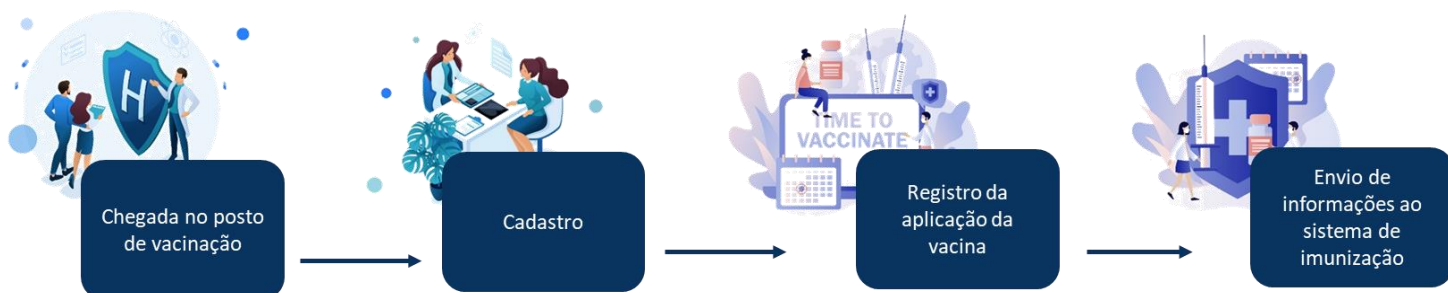 H
TIME TO
VACCINATE
Chegada no posto
de vacinação
Cadastro
Registro da
aplicação da
vacina
Envio de
informações ao
sistema de
imunização